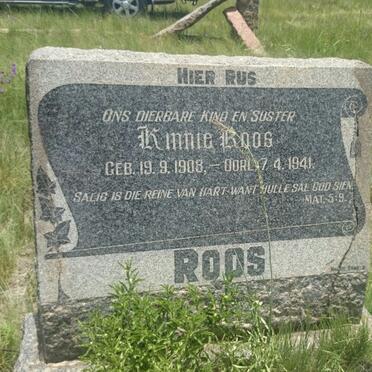 HIER RUS
ONS DIERBARE KIND EN SUSTER
Kinnie Roos
GEB. 19. 9. 1908, — OORL. 7. 4. 1941.
SALIG IS DIE REINE VAN HART-WANT HULLE SAL GOD SIEN.
MAT. 5-9.
ROOS